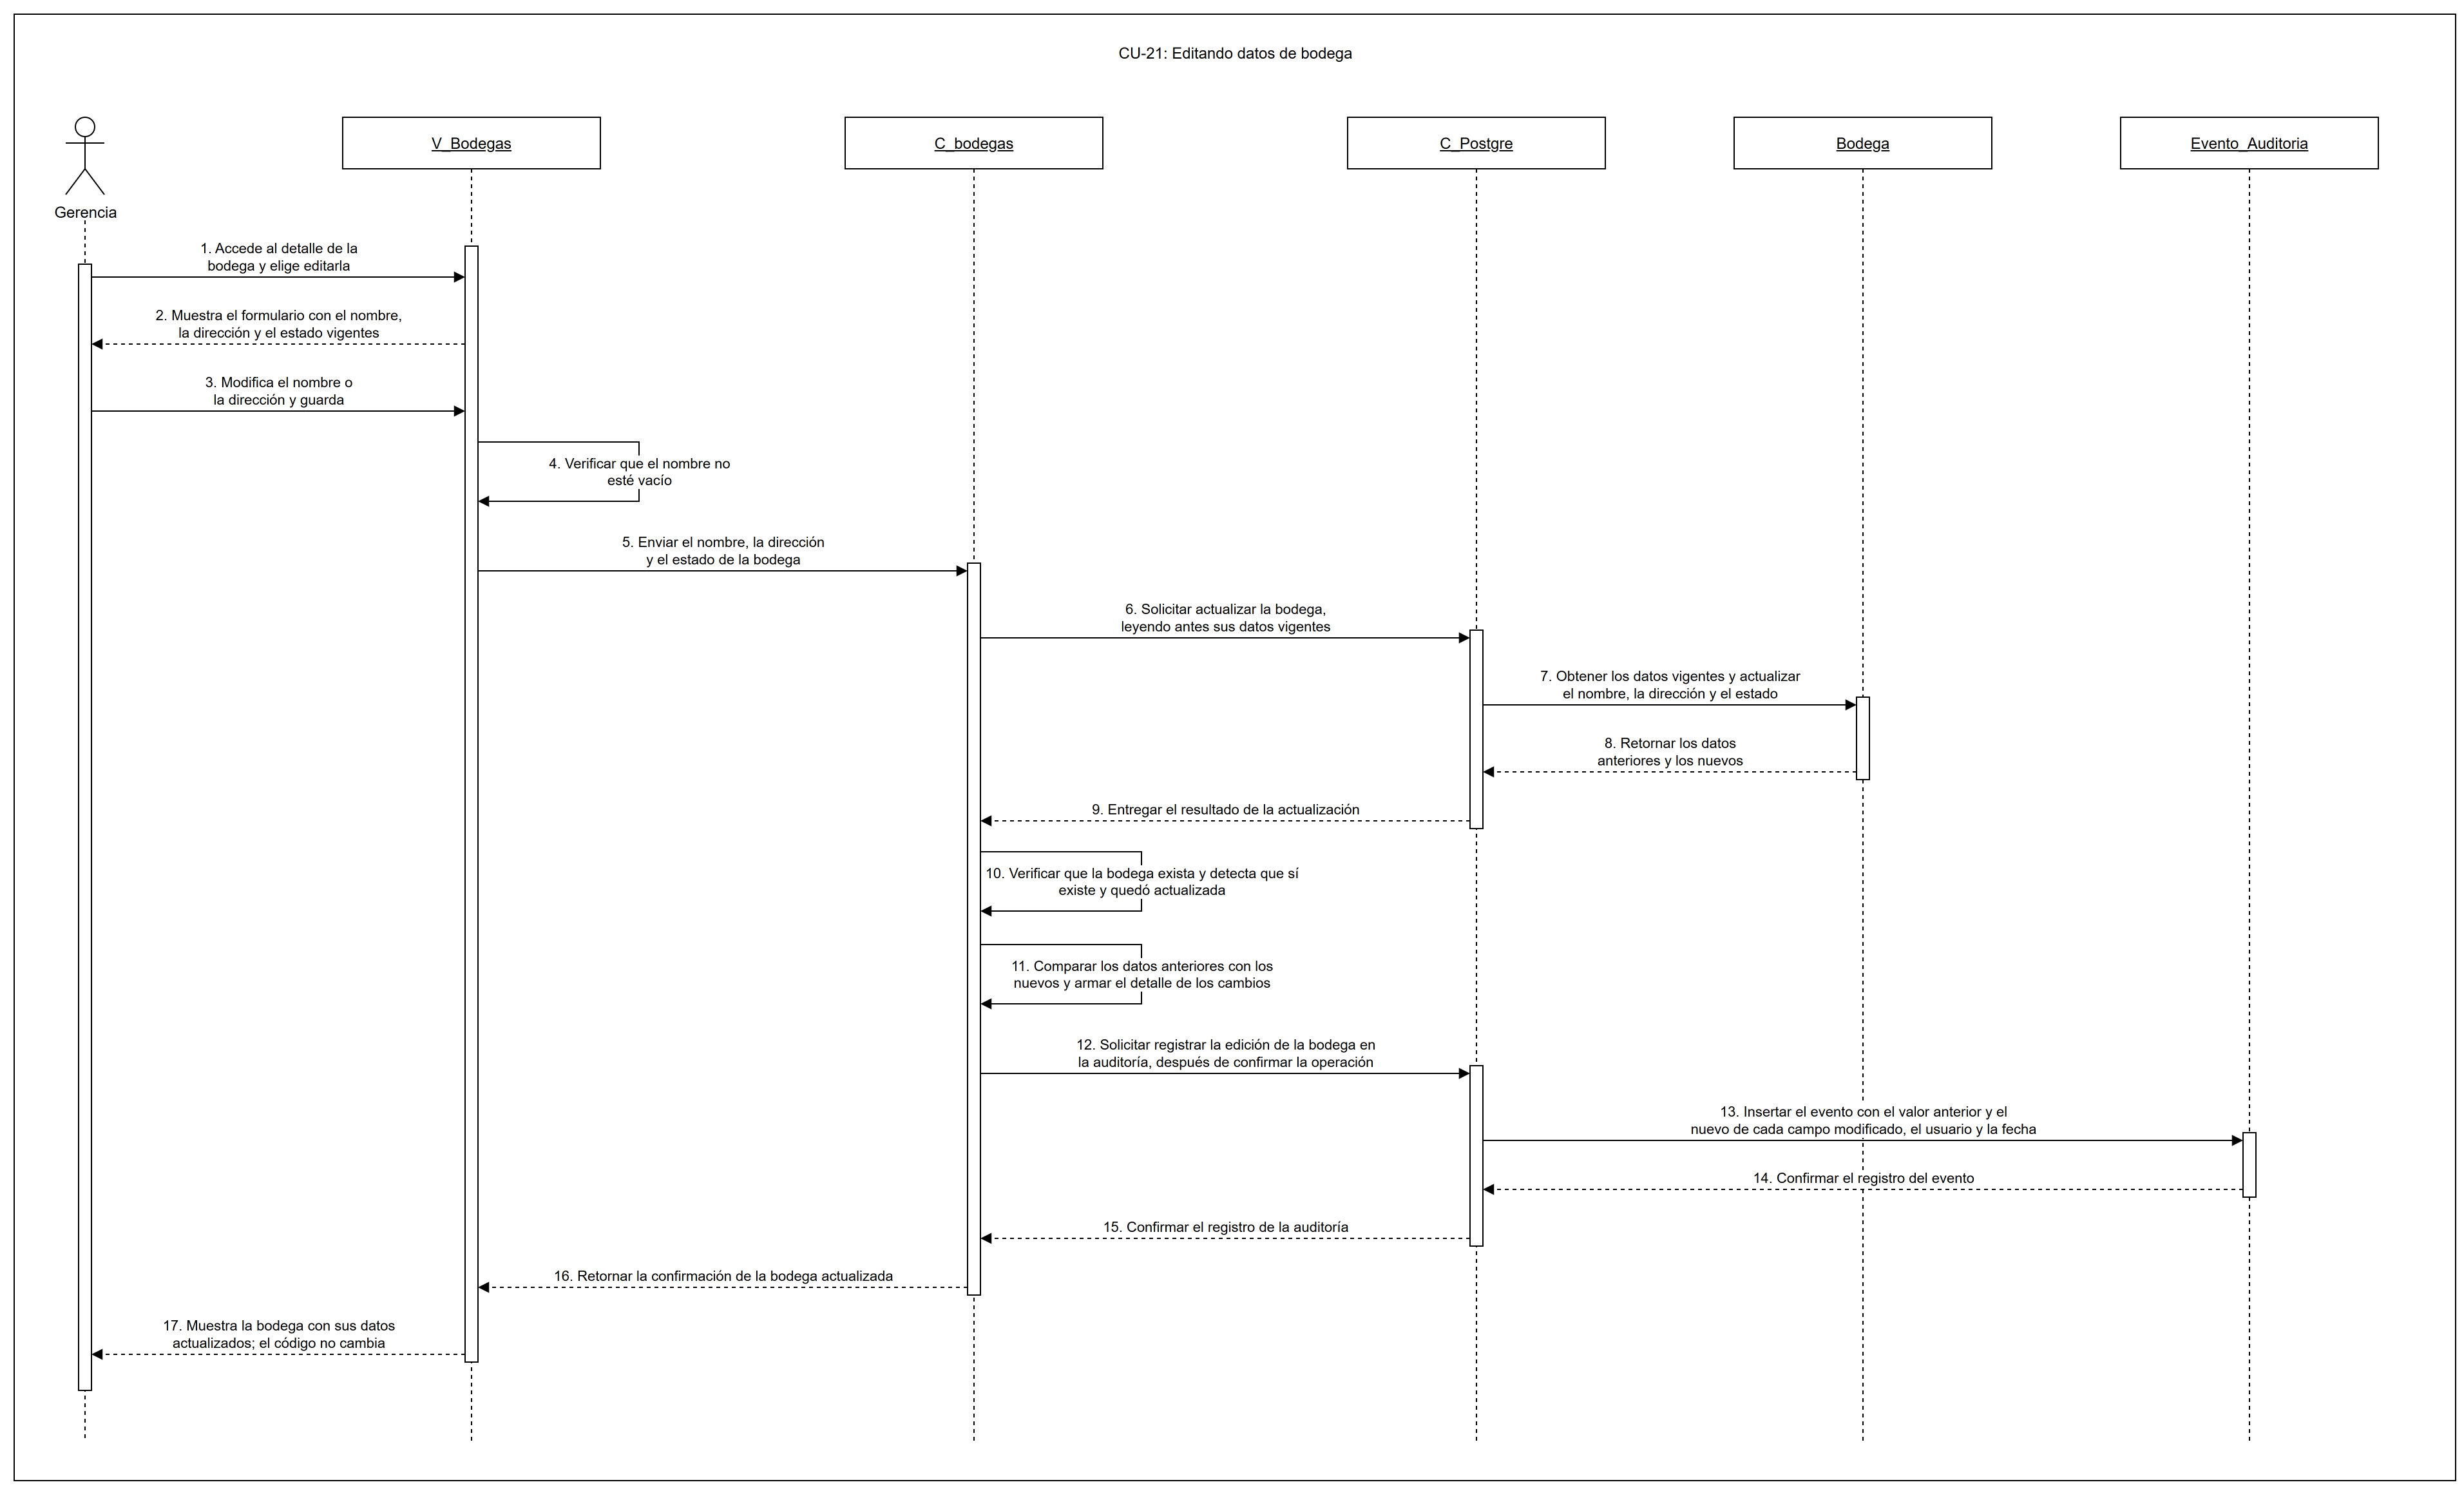 CU-21: Editando datos de bodega
Gerencia
V_Bodegas
C_bodegas
C_Postgre
Bodega
Evento_Auditoria
1. Accede al detalle de la
bodega y elige editarla
2. Muestra el formulario con el nombre,
la dirección y el estado vigentes
3. Modifica el nombre o
la dirección y guarda
4. Verificar que el nombre no
esté vacío
5. Enviar el nombre, la dirección
y el estado de la bodega
6. Solicitar actualizar la bodega,
leyendo antes sus datos vigentes
7. Obtener los datos vigentes y actualizar
el nombre, la dirección y el estado
8. Retornar los datos
anteriores y los nuevos
9. Entregar el resultado de la actualización
10. Verificar que la bodega exista y detecta que sí
existe y quedó actualizada
11. Comparar los datos anteriores con los
nuevos y armar el detalle de los cambios
12. Solicitar registrar la edición de la bodega en
la auditoría, después de confirmar la operación
13. Insertar el evento con el valor anterior y el
nuevo de cada campo modificado, el usuario y la fecha
14. Confirmar el registro del evento
15. Confirmar el registro de la auditoría
16. Retornar la confirmación de la bodega actualizada
17. Muestra la bodega con sus datos
actualizados; el código no cambia